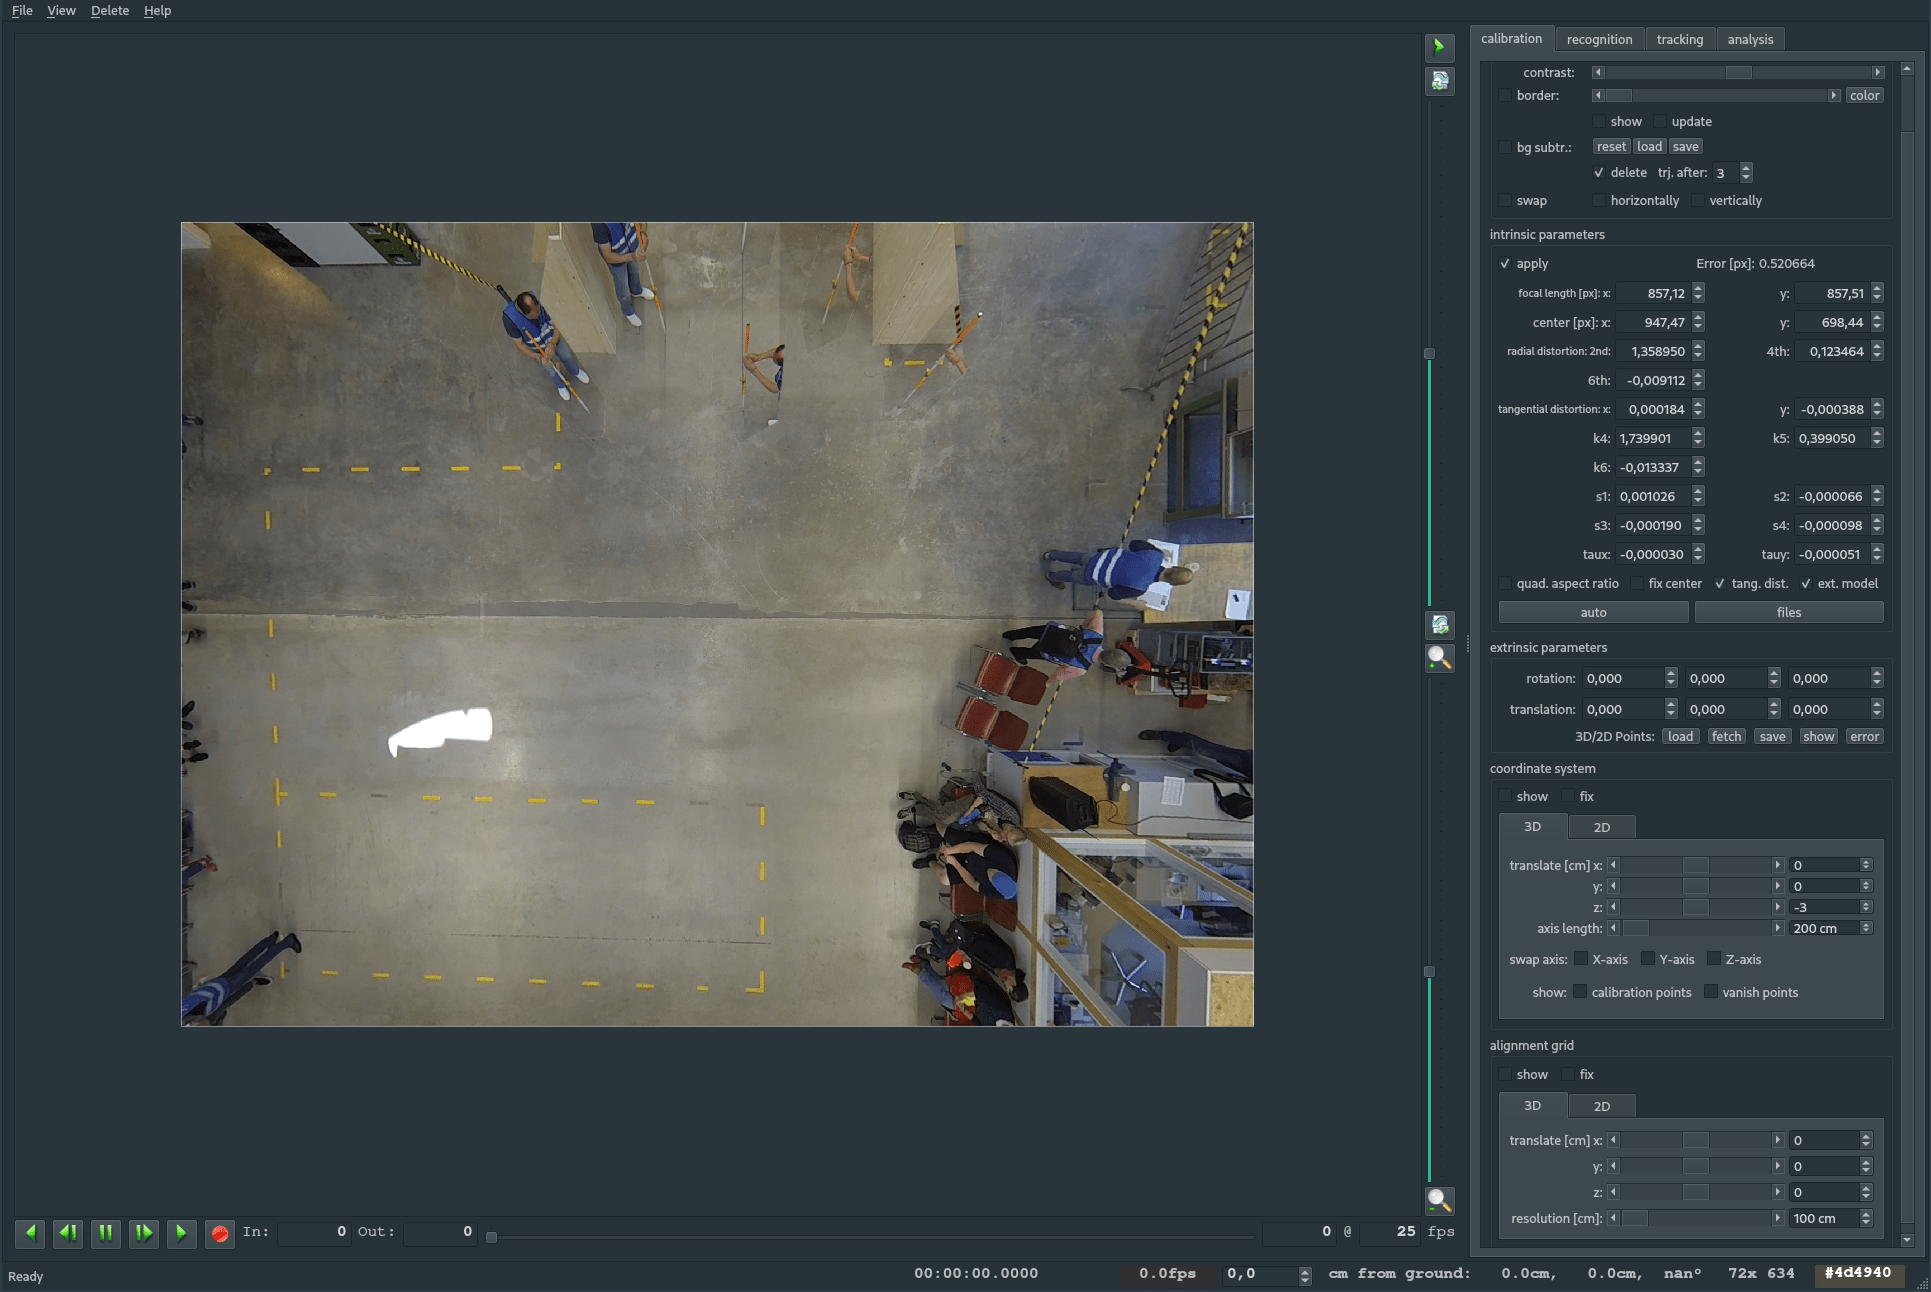 File View Delete Help
calibration recognition tracking analysis
contrast:
border: color
show update
bg subtr.: reset load save
delete trj. after: 3
swap horizontally vertically
intrinsic parameters
apply Error [px]: 0.520664
focal length [px]: x: 857,12 y: 857,51
center [px]: x: 947,47 y: 698,44
radial distortion: 2nd: 1,358950 4th: 0,123464
6th: -0,009112
tangential distortion: x: 0,000184 y: -0,000388
k4: 1,739901 k5: 0,399050
k6: -0,013337
s1: 0,001026 s2: -0,000066
s3: -0,000190 s4: -0,000098
taux: -0,000030 tauy: -0,000051
quad. aspect ratio fix center tang. dist. ext. model
auto files
extrinsic parameters
rotation: 0,000 0,000 0,000
translation: 0,000 0,000 0,000
3D/2D Points: load fetch save show error
coordinate system
show fix
3D 2D
translate [cm] x: 0
y: 0
z: -3
axis length: 200 cm
swap axis: X-axis Y-axis Z-axis
show: calibration points vanish points
alignment grid
show fix
3D 2D
translate [cm] x: 0
y: 0
z: 0
resolution [cm]: 100 cm
In: 0 Out: 0 0 @ 25 fps
Ready 00:00:00.0000 0.0fps 0,0 cm from ground: 0.0cm, 0.0cm, nan° 72x 634 #4d4940